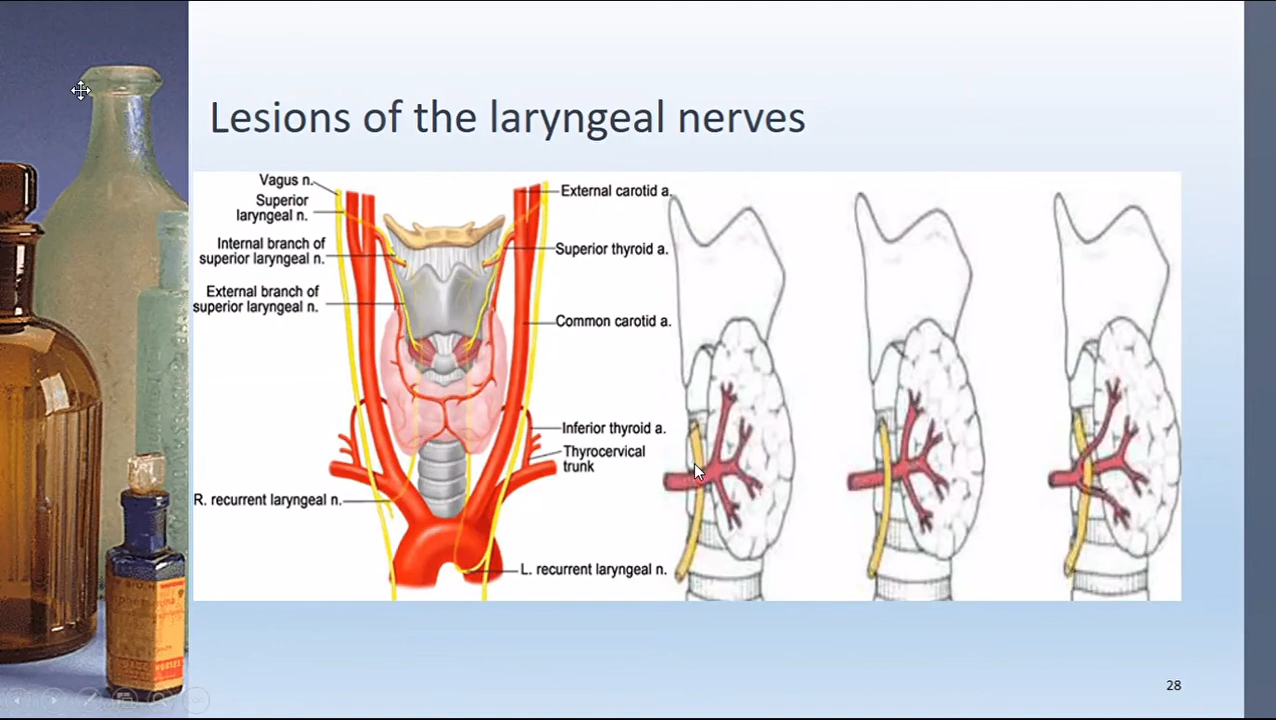 Lesions of the laryngeal nerves
Vagus n.
Superior
laryngeal n.
Internal branch of
superior laryngeal n.
External branch of
superior laryngeal n.
R. recurrent laryngeal n.
External carotid a.
Superior thyroid a.
Common carotid a.
Inferior thyroid a.
Thyrocervical
trunk
L. recurrent laryngeal n.
28